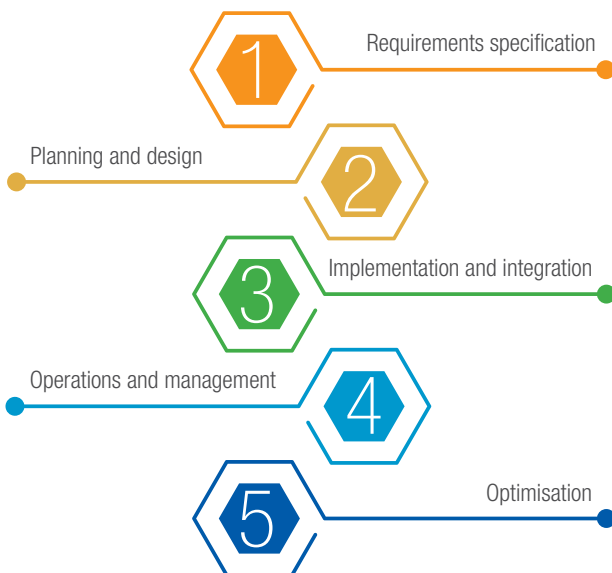 1
Requirements specification
Planning and design
2
3
Implementation and integration
Operations and management
4
5
Optimisation